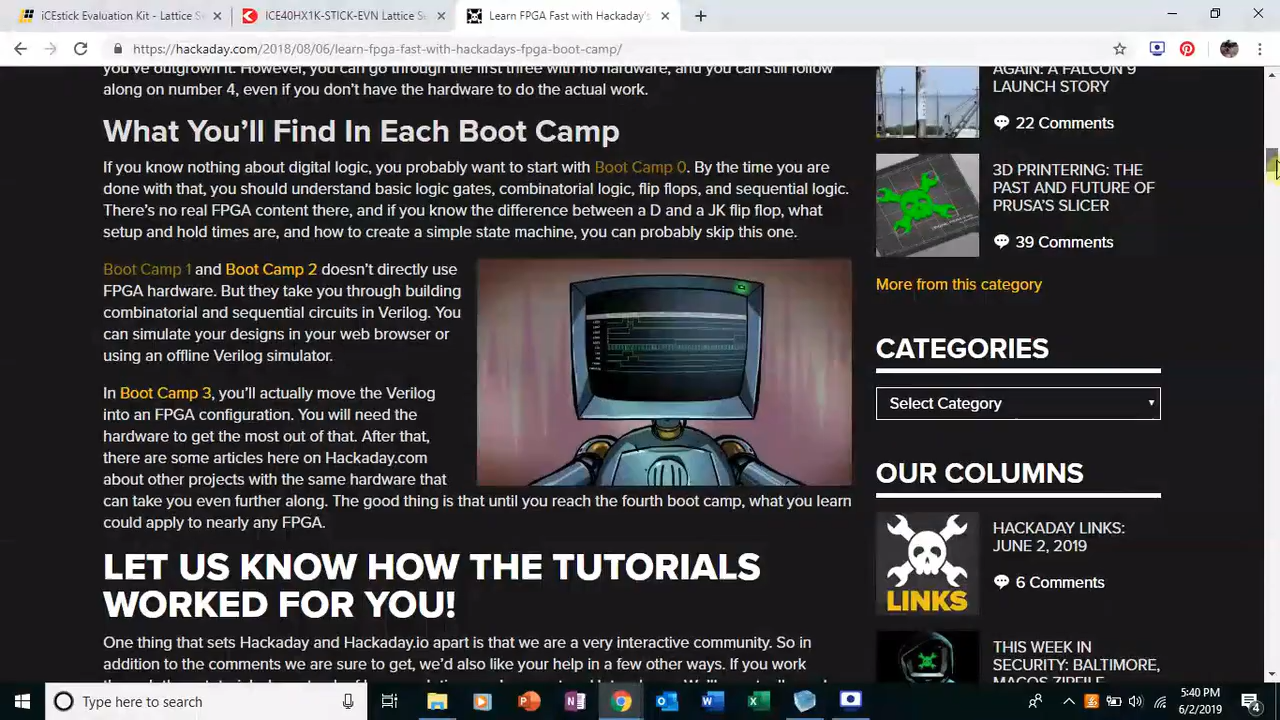 iCEstick Evaluation Kit - Lattice S
ICE40HX1K-STICK-EVN Lattice Se
Learn FPGA Fast with Hackaday's
https://hackaday.com/2018/08/06/learn-fpga-fast-with-hackadays-fpga-boot-camp/
you've outgrown it. However, you can go through the first three with no hardware, and you can still follow
along on number 4, even if you don't have the hardware to do the actual work.
What You'll Find In Each Boot Camp
If you know nothing about digital logic, you probably want to start with Boot Camp 0. By the time you are
done with that, you should understand basic logic gates, combinatorial logic, flip flops, and sequential logic.
There's no real FPGA content there, and if you know the difference between a D and a JK flip flop, what
setup and hold times are, and how to create a simple state machine, you can probably skip this one.
Boot Camp 1 and Boot Camp 2 doesn't directly use
FPGA hardware. But they take you through building
combinatorial and sequential circuits in Verilog. You
can simulate your designs in your web browser or
using an offline Verilog simulator.
In Boot Camp 3, you'll actually move the Verilog
into an FPGA configuration. You will need the
hardware to get the most out of that. After that,
there are some articles here on Hackaday.com
about other projects with the same hardware that
can take you even further along. The good thing is that until you reach the fourth boot camp, what you learn
could apply to nearly any FPGA.
LET US KNOW HOW THE TUTORIALS
WORKED FOR YOU!
One thing that sets Hackaday and Hackaday.io apart is that we are a very interactive community. So in
addition to the comments we are sure to get, we'd also like your help in a few other ways. If you work
AGAIN: A FALCON 9
LAUNCH STORY
22 Comments
3D PRINTERING: THE
PAST AND FUTURE OF
PRUSA'S SLICER
39 Comments
More from this category
CATEGORIES
Select Category
OUR COLUMNS
HACKADAY LINKS:
JUNE 2, 2019
6 Comments
LINKS
THIS WEEK IN
SECURITY: BALTIMORE,
MACOS ZIPFILE
Type here to search
5:40 PM
6/2/2019
4